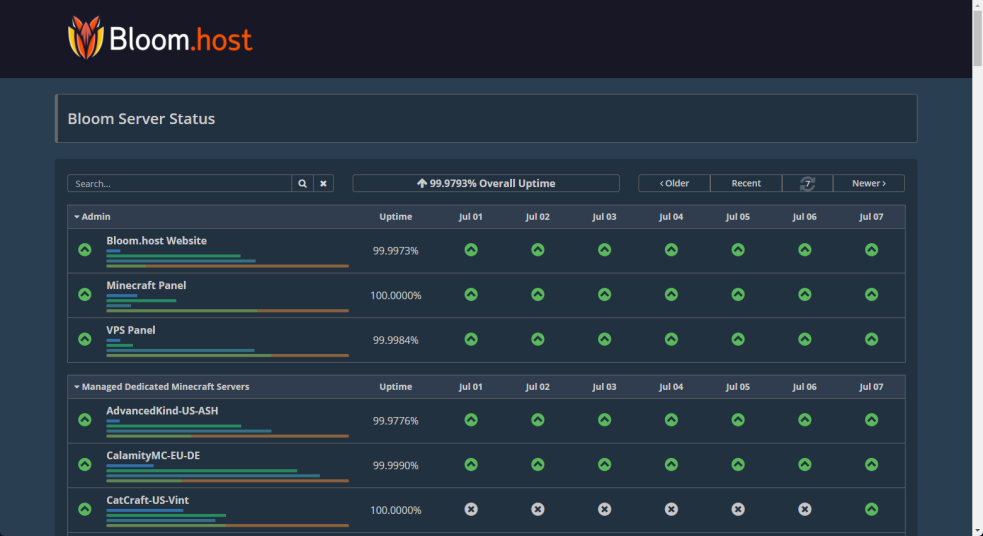 Bloom.host
Bloom Server Status
Search...
99.9793% Overall Uptime
Older Recent 7 Newer
Admin Uptime Jul 01 Jul 02 Jul 03 Jul 04 Jul 05 Jul 06 Jul 07
Bloom.host Website
99.9973%
Minecraft Panel
100.0000%
VPS Panel
99.9984%
Managed Dedicated Minecraft Servers Uptime Jul 01 Jul 02 Jul 03 Jul 04 Jul 05 Jul 06 Jul 07
AdvancedKind-US-ASH
99.9776%
CalamityMC-EU-DE
99.9990%
CatCraft-US-Vint
100.0000%